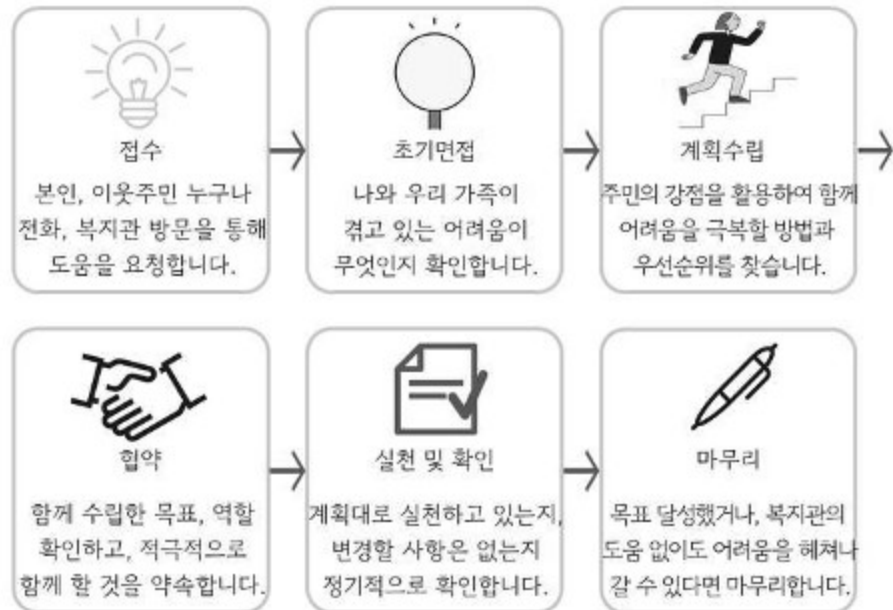 접수
본인, 이웃주민 누구나
전화, 복지관 방문을 통해
도움을 요청합니다.
초기면접
나와 우리 가족이
겪고 있는 어려움이
무엇인지 확인합니다.
계획수립
주민의 강점을 활용하여 함께
어려움을 극복할 방법과
우선순위를 찾습니다.
협약
함께 수립한 목표, 역할
확인하고, 적극적으로
함께 할 것을 약속합니다.
실천 및 확인
계획대로 실천하고 있는지,
변경할 사항은 없는지
정기적으로 확인합니다.
마무리
목표 달성했거나, 복지관의
도움 없이도 어려움을 헤쳐나
갈 수 있다면 마무리합니다.